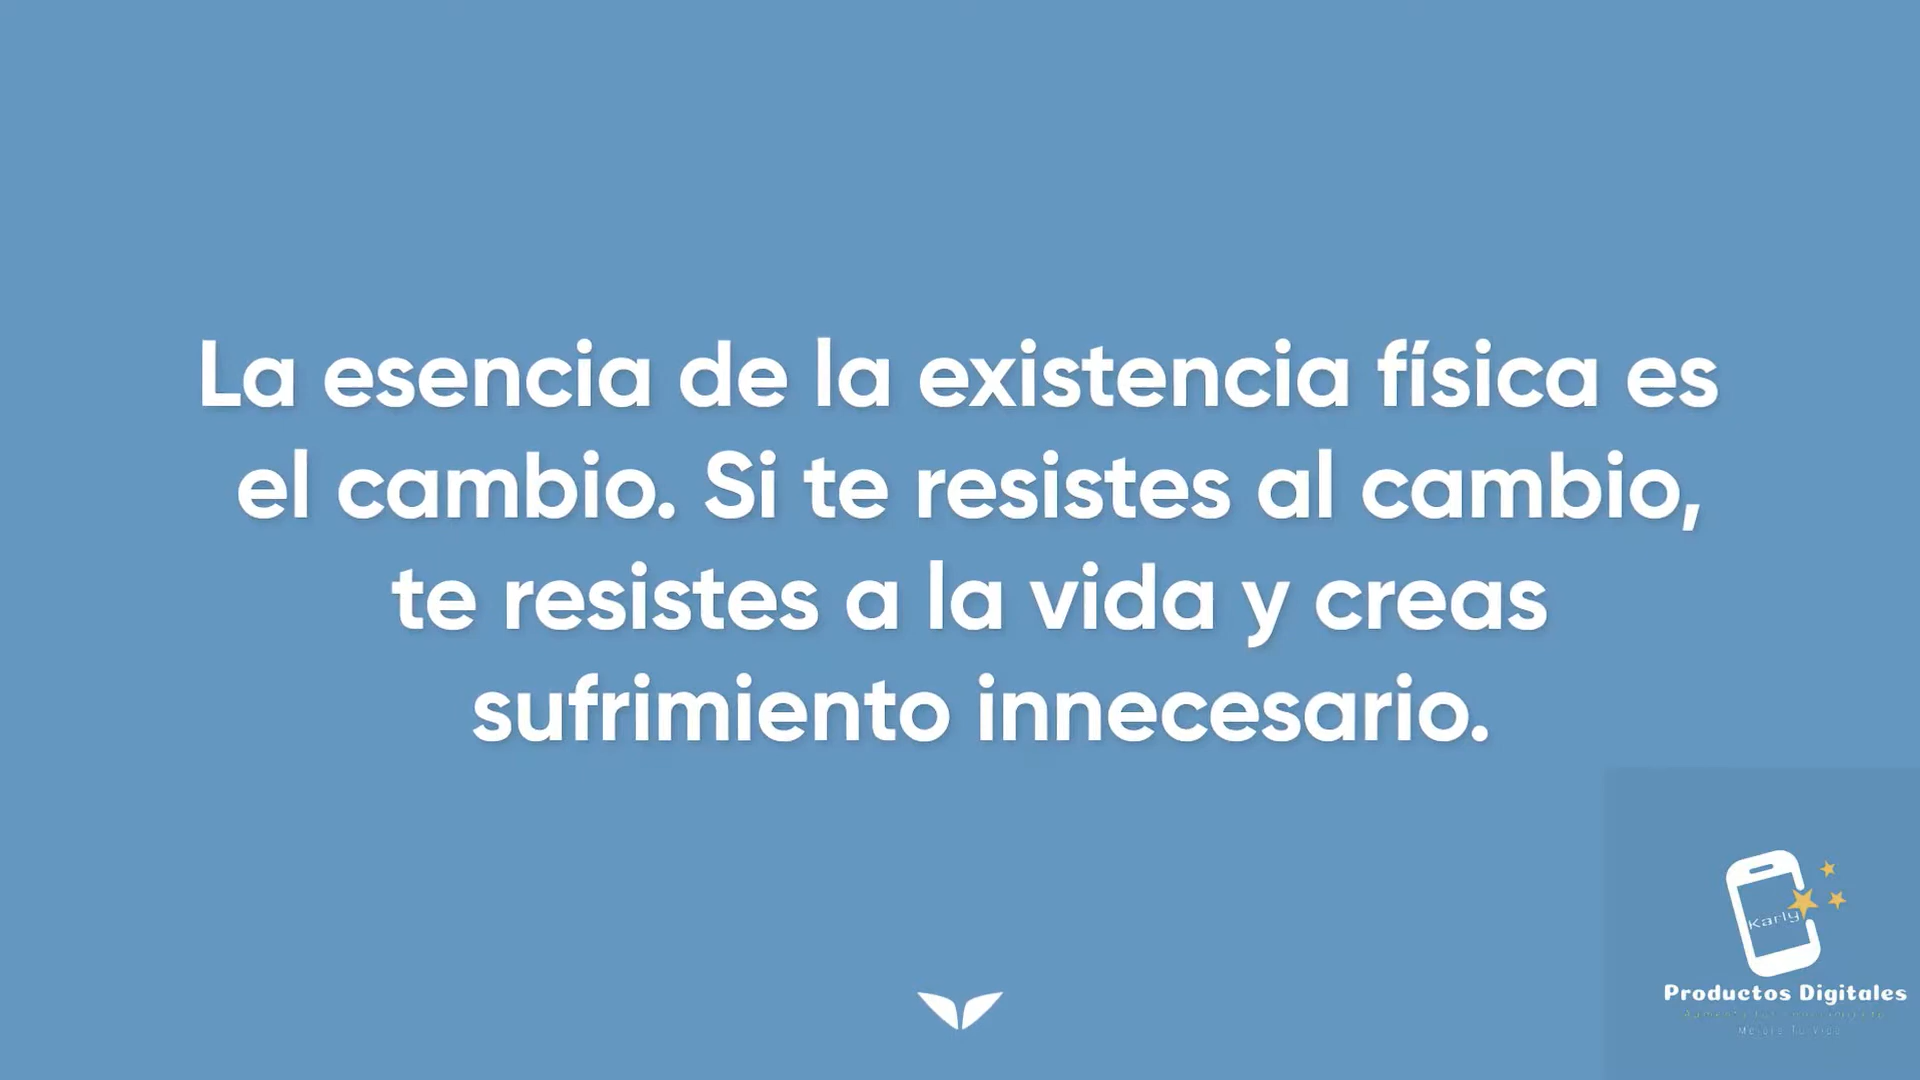 La esencia de la existencia física es
el cambio. Si te resistes al cambio,
te resistes a la vida y creas
sufrimiento innecesario.
Karly
Productos Digitales